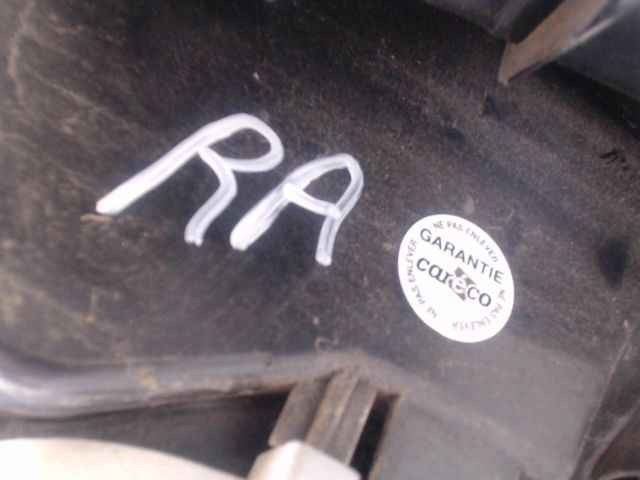 RA
NE PAS ENLEVER
GARANTIE
careco
NE PAS ENLEVER
NE PAS ENLEVER